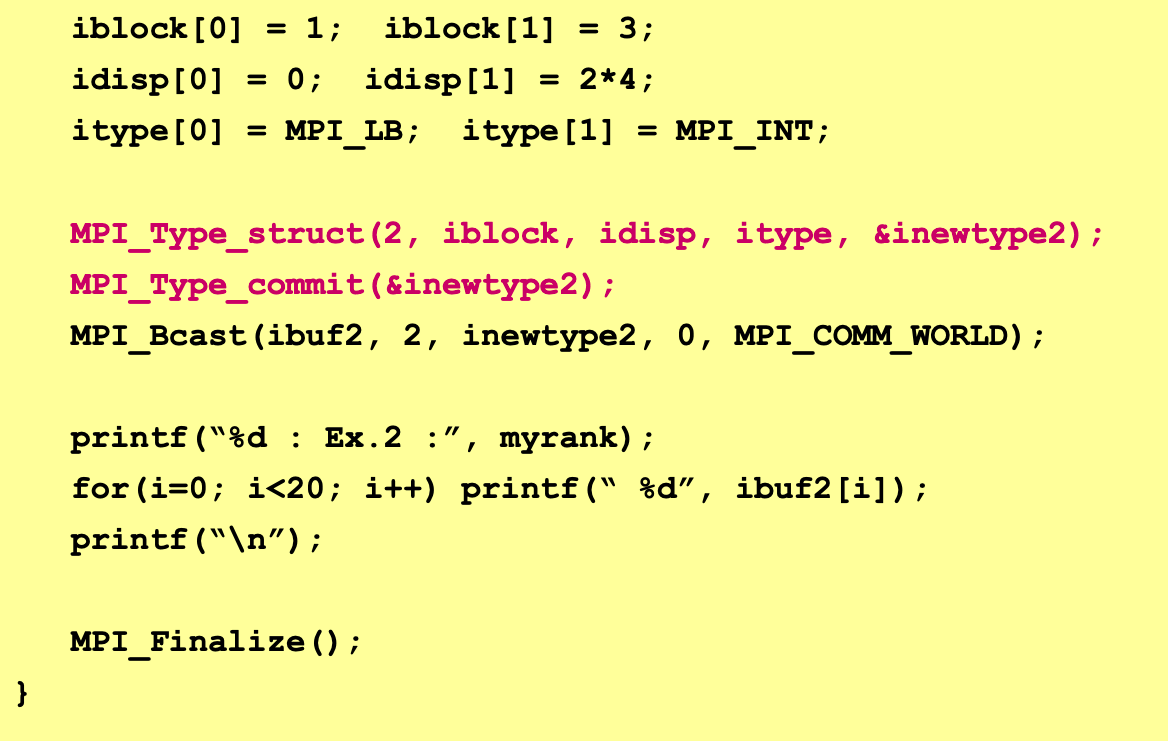 iblock[0] = 1;  iblock[1] = 3;
idisp[0] = 0;  idisp[1] = 2*4;
itype[0] = MPI_LB;  itype[1] = MPI_INT;
MPI_Type_struct(2, iblock, idisp, itype, &inewtype2);
MPI_Type_commit(&inewtype2);
MPI_Bcast(ibuf2, 2, inewtype2, 0, MPI_COMM_WORLD);
printf(“%d : Ex.2 :”, myrank);
for(i=0; i<20; i++) printf(“ %d”, ibuf2[i]);
printf(“\n”);
MPI_Finalize();
}